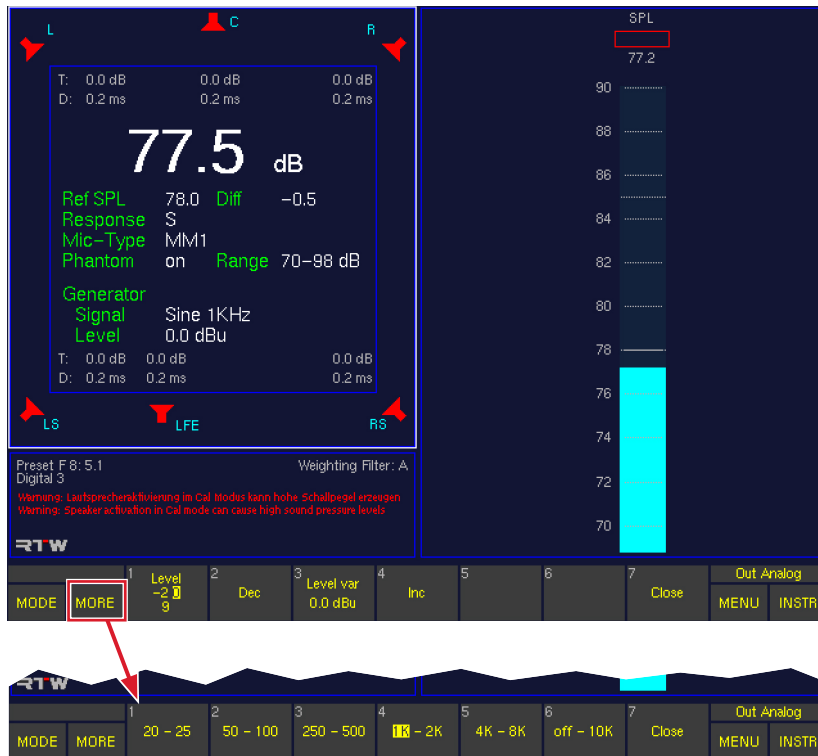 L C R
T: 0.0 dB 0.0 dB 0.0 dB
D: 0.2 ms 0.2 ms 0.2 ms
77.5 dB
Ref SPL 78.0 Diff −0.5
Response S
Mic−Type MM1
Phantom on Range 70−98 dB
Generator
Signal Sine 1KHz
Level 0.0 dBu
T: 0.0 dB 0.0 dB 0.0 dB
D: 0.2 ms 0.2 ms 0.2 ms
LS LFE RS
Preset F 8: 5.1 Weighting Filter: A
Digital 3
Warnung: Lautsprecheraktivierung im Cal Modus kann hohe Schallpegel erzeugen
Warning: Speaker activation in Cal mode can cause high sound pressure levels
RTW
SPL
77.2
90
88
86
84
82
80
78
76
74
72
70
1 2 3 4 5 6 7
MODE MORE Level −2 0 9 Dec Level var 0.0 dBu Inc Close Out Analog MENU INSTR
RTW
1 2 3 4 5 6 7
MODE MORE 20 − 25 50 − 100 250 − 500 1K − 2K 4K − 8K off − 10K Close Out Analog MENU INSTR